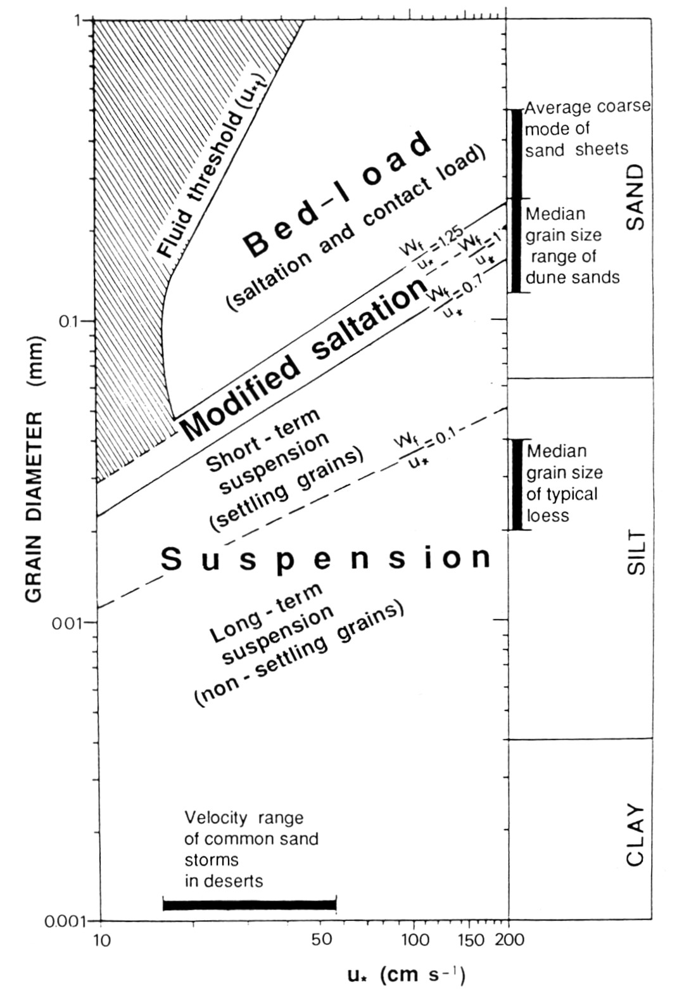 1
0.1
0.01
0.001
GRAIN DIAMETER (mm)
Fluid threshold (u*t)
Bed-load
(saltation and contact load)
Wf/u* = 1.25
Wf/u* = 1
Wf/u* = 0.7
Modified saltation
Short-term
suspension
(settling grains)
Wf/u* = 0.1
Suspension
Long-term
suspension
(non-settling grains)
Velocity range
of common sand
storms
in deserts
10
50
100
150
200
u* (cm s-1)
Average coarse
mode of
sand sheets
Median
grain size
range of
dune sands
SAND
Median
grain size
of typical
loess
SILT
CLAY